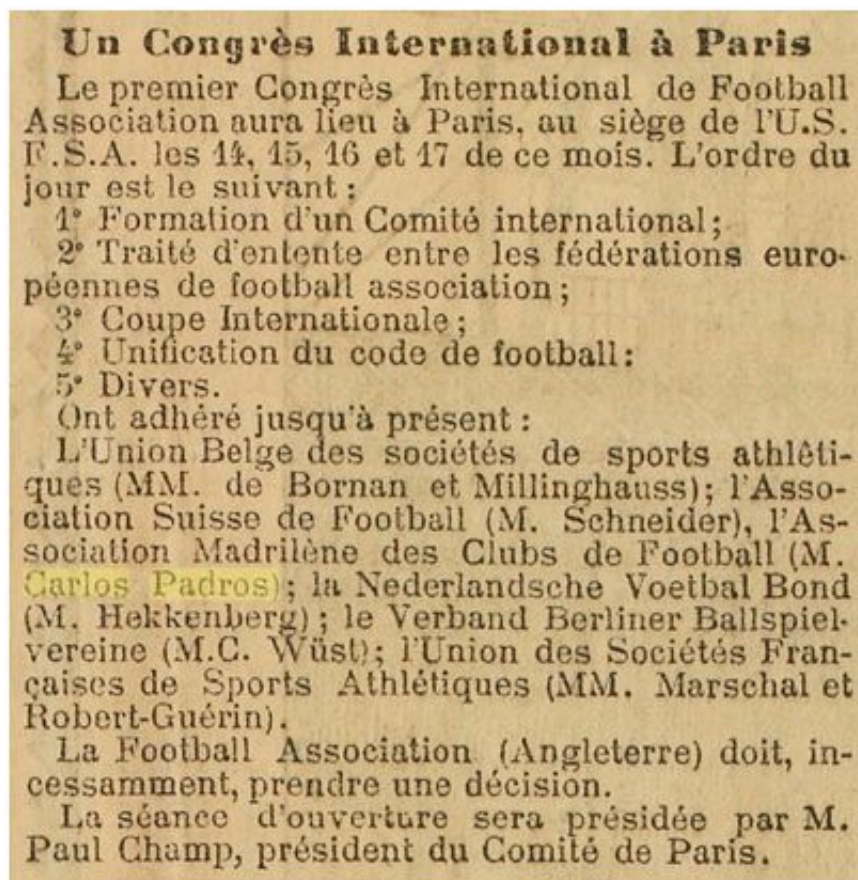 Un Congrès International à Paris
Le premier Congrès International de Football
Association aura lieu à Paris, au siège de l'U.S.
F.S.A. les 14, 15, 16 et 17 de ce mois. L'ordre du
jour est le suivant :
1° Formation d'un Comité international;
2° Traité d'entente entre les fédérations euro-
péennes de football association ;
3° Coupe Internationale ;
4° Unification du code de football:
5° Divers.
Ont adhéré jusqu'à présent :
L'Union Belge des sociétés de sports athlêti-
ques (MM. de Bornan et Millinghauss); l'Asso-
ciation Suisse de Football (M. Schneider), l'As-
sociation Madrilène des Clubs de Football (M.
Carlos Padros) ; la Nederlandsche Voetbal Bond
(M. Hekkenberg) ; le Verband Berliner Ballspiel-
vereine (M.C. Wüst); l'Union des Sociétés Fran-
çaises de Sports Athlétiques (MM. Marschal et
Robert-Guérin).
La Football Association (Angleterre) doit, in-
cessamment, prendre une décision.
La séance d'ouverture sera présidée par M.
Paul Champ, président du Comité de Paris.